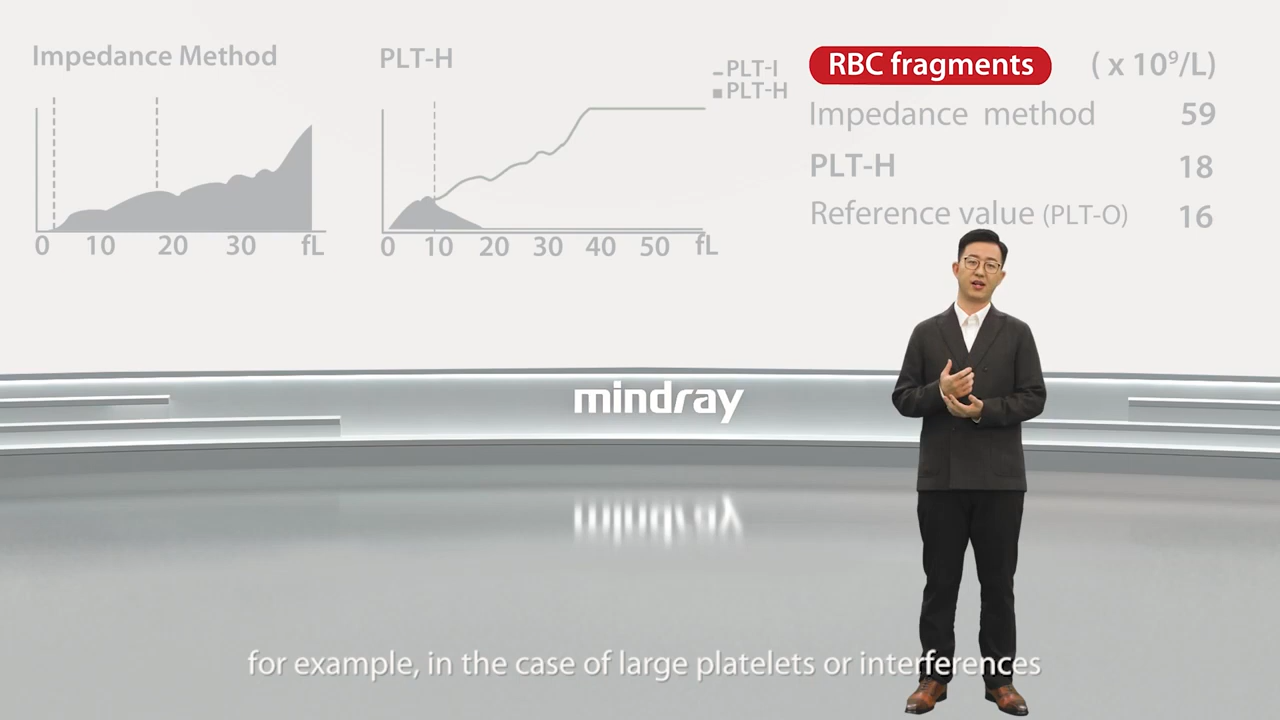 Impedance Method
0 10 20 30 fL
PLT-H
PLT-I
PLT-H
0 10 20 30 40 50 fL
RBC fragments ( x 10⁹/L)
Impedance method 59
PLT-H 18
Reference value (PLT-O) 16
mindray
for example, in the case of large platelets or interferences